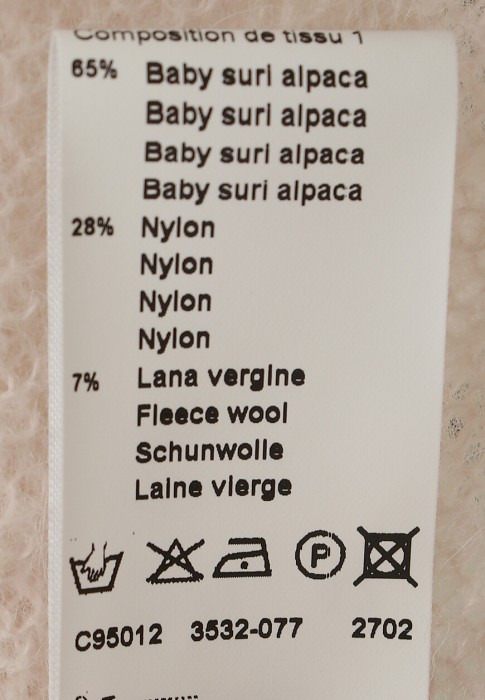 Composition de tissu 1
65% Baby suri alpaca
Baby suri alpaca
Baby suri alpaca
Baby suri alpaca
28% Nylon
Nylon
Nylon
Nylon
7% Lana vergine
Fleece wool
Schunwolle
Laine vierge
P
C95012 3532-077 2702